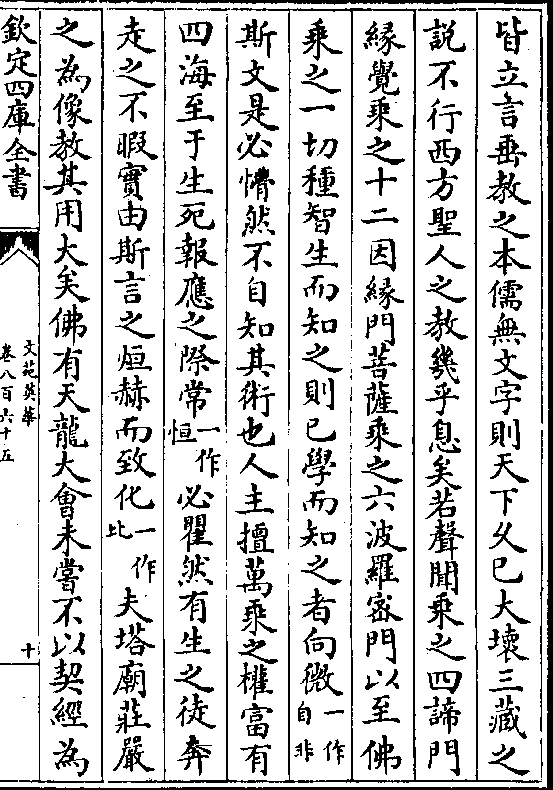 皆立言垂教之本儒無文字則天下久已大壞三藏之
説不行西方聖人之教幾乎息矣若聲聞乘之四諦門
縁覺乘之十二因縁門菩薩乘之六波羅宻門以至佛
乘之一切種智生而知之則已學而知之者向微一作自非
斯文是必懵然不自知其術也人主擅萬乘之權富有
四海至于生死報應之際常一作恒必瞿然有生之徒奔
走之不暇實由斯言之烜赫而致化一作比夫塔廟莊嚴
之為像教其用大矣佛有天龍大會未嘗不以契經為
欽定四庫全書
文苑英華
卷八百六十五
十